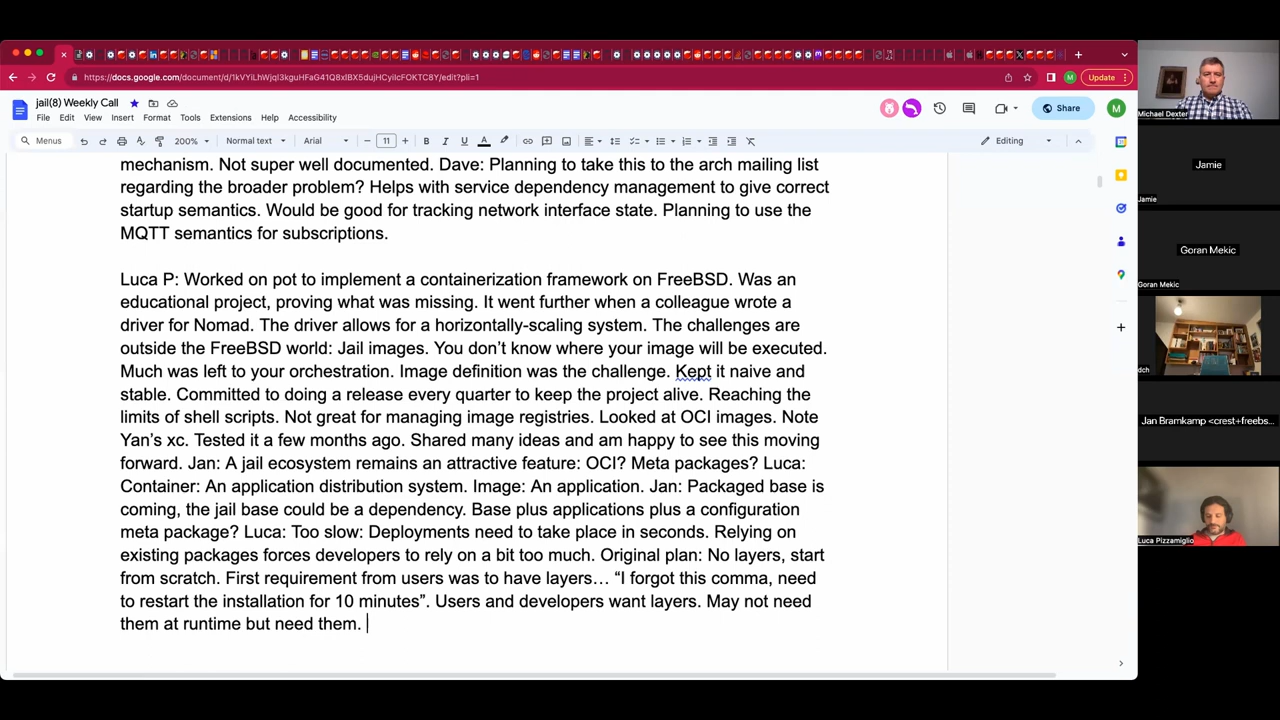 https://docs.google.com/document/d/1kVYiLhWjqI3kguHFaG41Q8xIBX5dujHCyiIcFOKTC8Y/edit?pli=1
Update
jail(8) Weekly Call
File Edit View Insert Format Tools Extensions Help Accessibility
Share
M
Menus
200%
Normal text
Arial
11
Editing
mechanism. Not super well documented. Dave: Planning to take this to the arch mailing list
regarding the broader problem? Helps with service dependency management to give correct
startup semantics. Would be good for tracking network interface state. Planning to use the
MQTT semantics for subscriptions.
Luca P: Worked on pot to implement a containerization framework on FreeBSD. Was an
educational project, proving what was missing. It went further when a colleague wrote a
driver for Nomad. The driver allows for a horizontally-scaling system. The challenges are
outside the FreeBSD world: Jail images. You don’t know where your image will be executed.
Much was left to your orchestration. Image definition was the challenge. Kept it naive and
stable. Committed to doing a release every quarter to keep the project alive. Reaching the
limits of shell scripts. Not great for managing image registries. Looked at OCI images. Note
Yan’s xc. Tested it a few months ago. Shared many ideas and am happy to see this moving
forward. Jan: A jail ecosystem remains an attractive feature: OCI? Meta packages? Luca:
Container: An application distribution system. Image: An application. Jan: Packaged base is
coming, the jail base could be a dependency. Base plus applications plus a configuration
meta package? Luca: Too slow: Deployments need to take place in seconds. Relying on
existing packages forces developers to rely on a bit too much. Original plan: No layers, start
from scratch. First requirement from users was to have layers… “I forgot this comma, need
to restart the installation for 10 minutes”. Users and developers want layers. May not need
them at runtime but need them.
Michael Dexter
Jamie
Jamie
Goran Mekic
Goran Mekic
dch
Jan Bramkamp <crest+freebs...
Luca Pizzamiglio